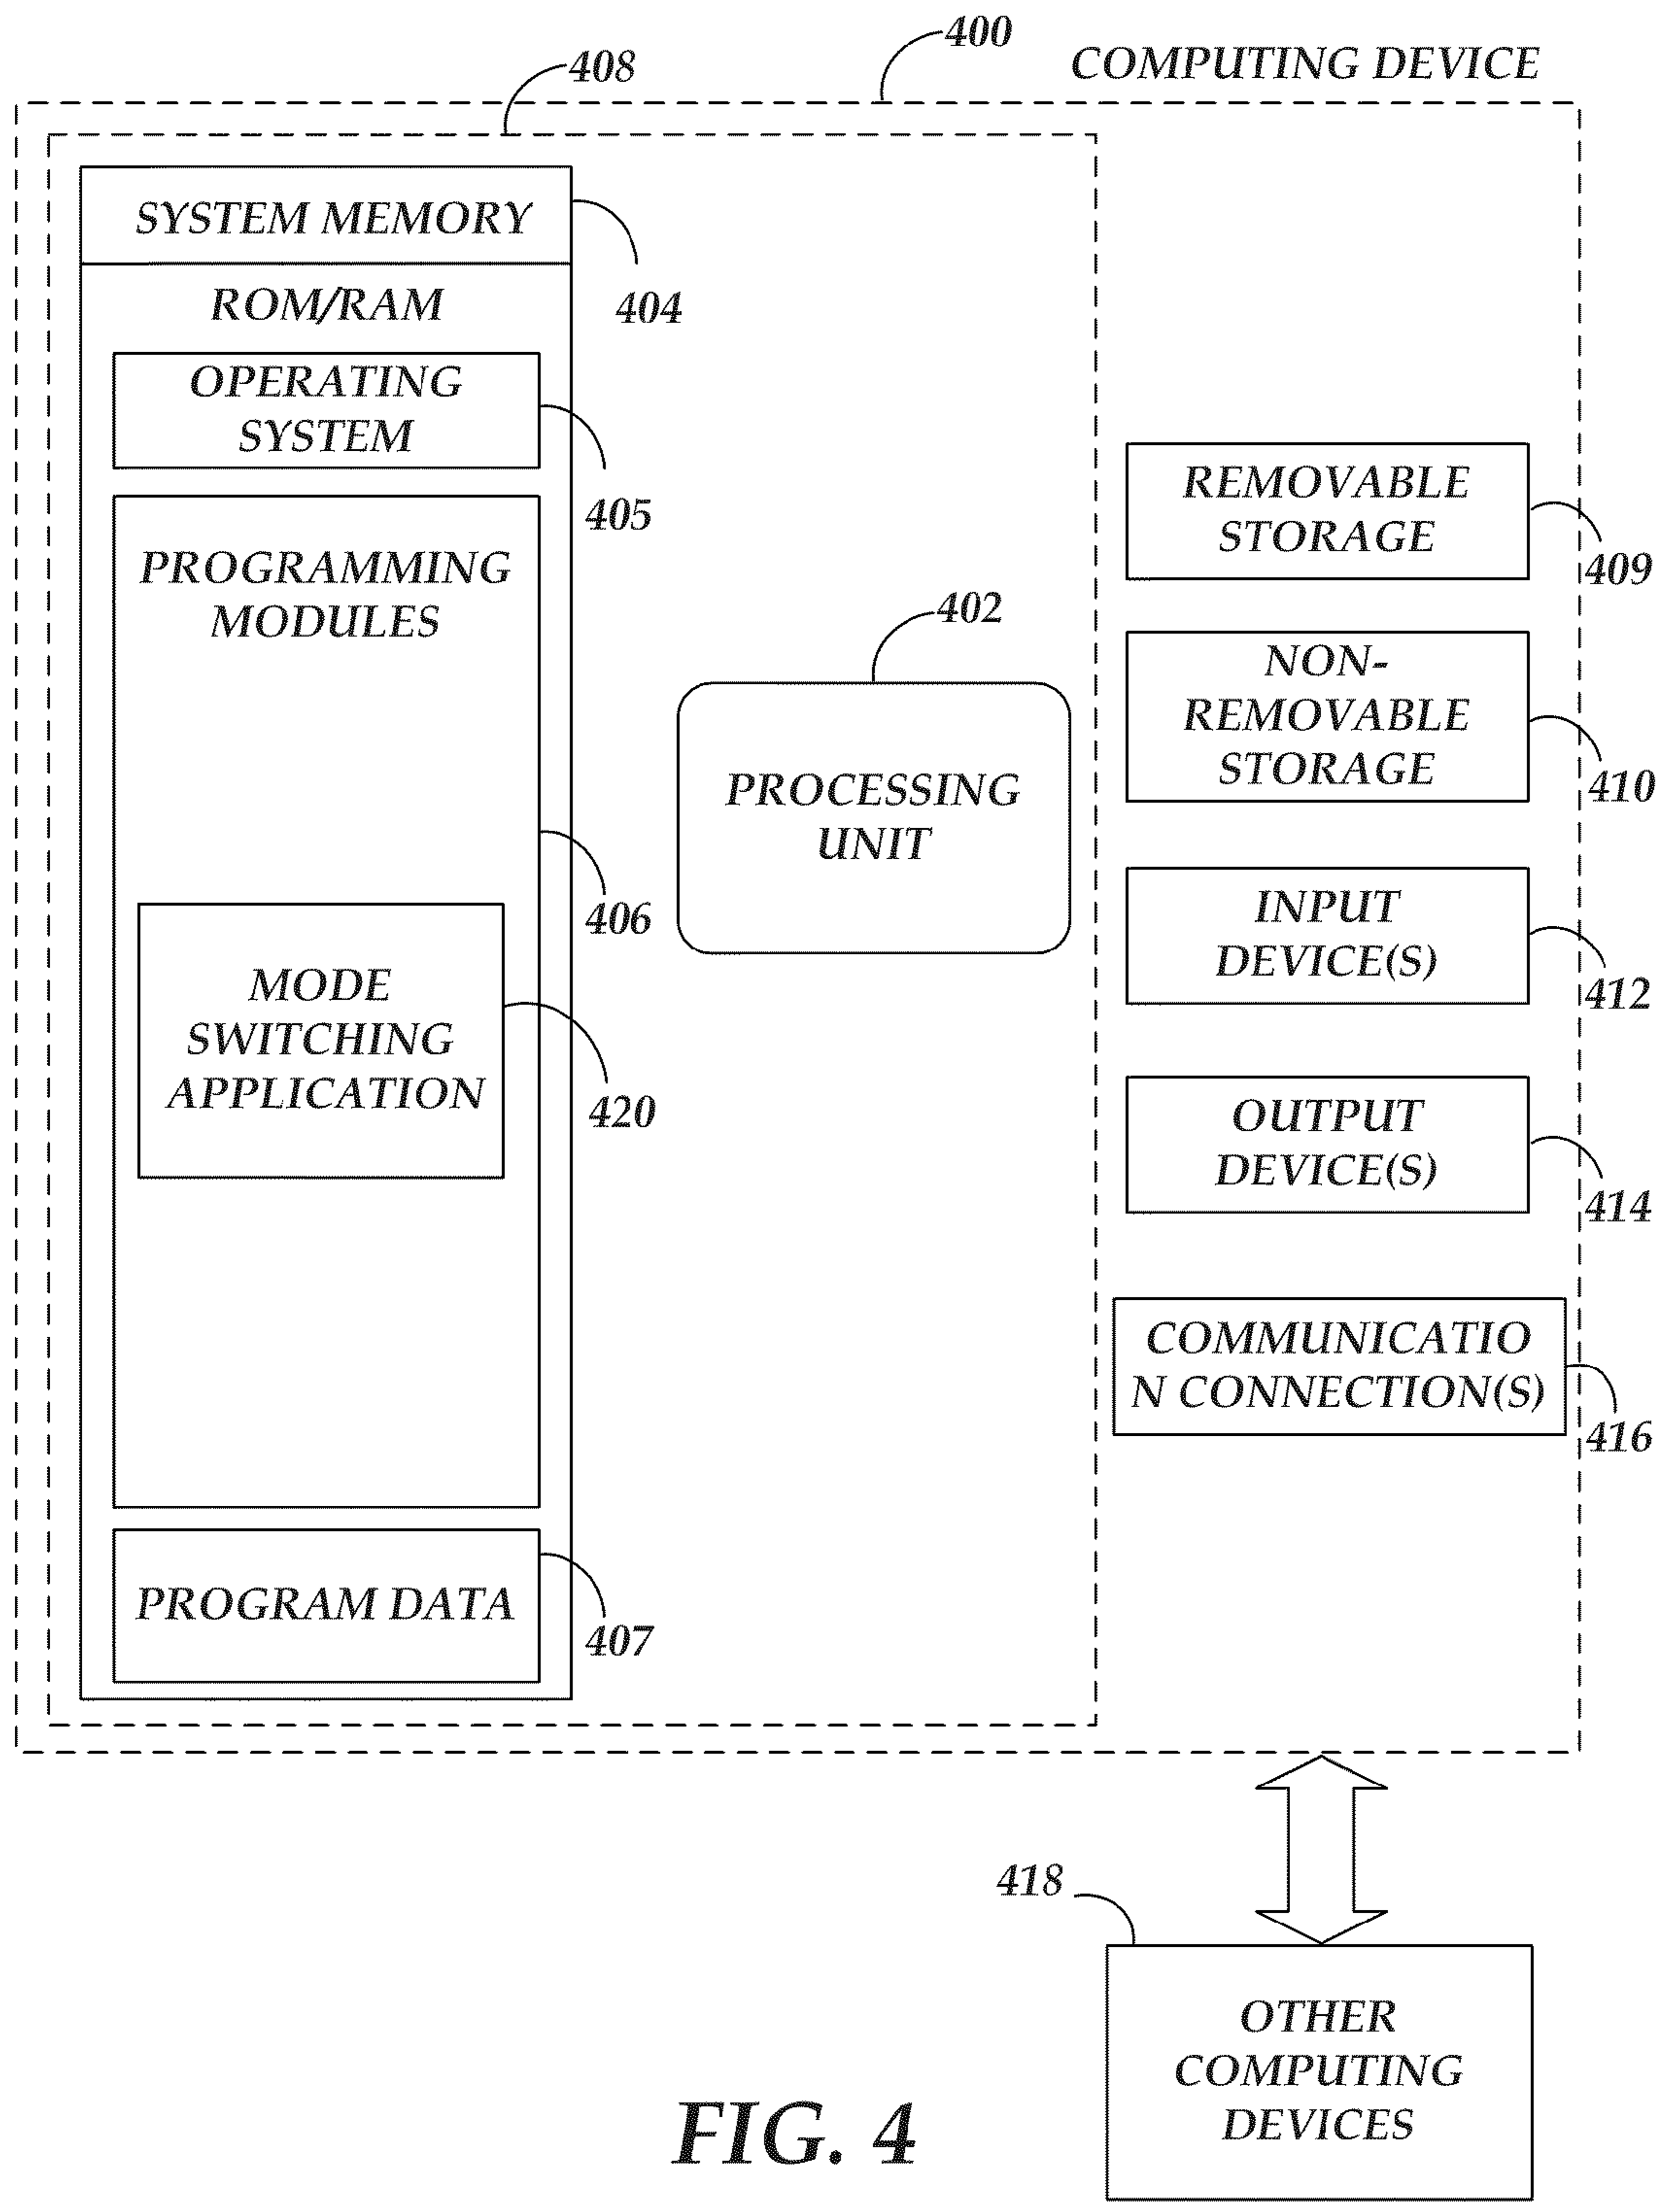 400
COMPUTING DEVICE
408
SYSTEM MEMORY
404
ROM/RAM
OPERATING
SYSTEM
405
PROGRAMMING
MODULES
406
MODE
SWITCHING
APPLICATION
420
PROGRAM DATA
407
402
PROCESSING
UNIT
REMOVABLE
STORAGE
409
NON-
REMOVABLE
STORAGE
410
INPUT
DEVICE(S)
412
OUTPUT
DEVICE(S)
414
COMMUNICATIO
N CONNECTION(S)
416
418
OTHER
COMPUTING
DEVICES
FIG. 4